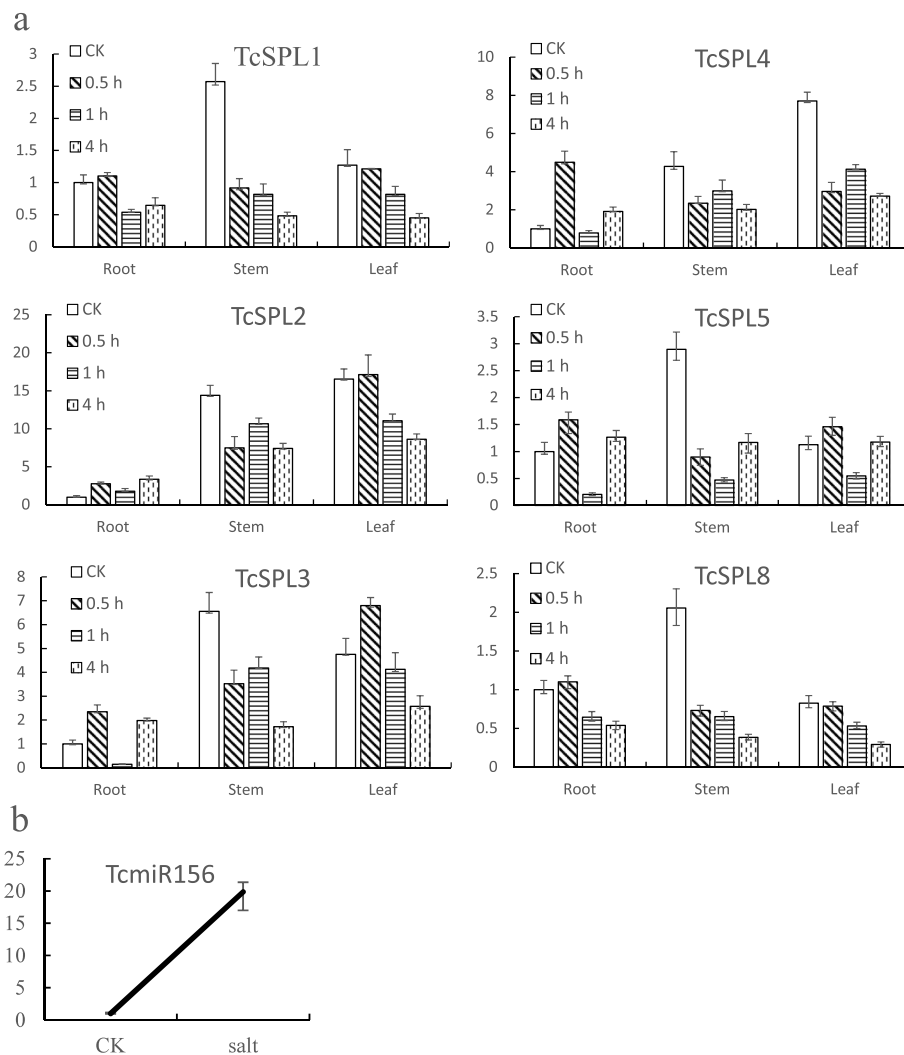 a
TcSPL1
CK
0.5 h
1 h
4 h
3
2.5
2
1.5
1
0.5
0
Root Stem Leaf
TcSPL4
CK
0.5 h
1 h
4 h
10
8
6
4
2
0
Root Stem Leaf
TcSPL2
CK
0.5 h
1 h
4 h
25
20
15
10
5
0
Root Stem Leaf
TcSPL5
CK
0.5 h
1 h
4 h
3.5
3
2.5
2
1.5
1
0.5
0
Root Stem Leaf
TcSPL3
CK
0.5 h
1 h
4 h
8
7
6
5
4
3
2
1
0
Root Stem Leaf
TcSPL8
CK
0.5 h
1 h
4 h
2.5
2
1.5
1
0.5
0
Root Stem Leaf
b
TcmiR156
25
20
15
10
5
0
CK salt